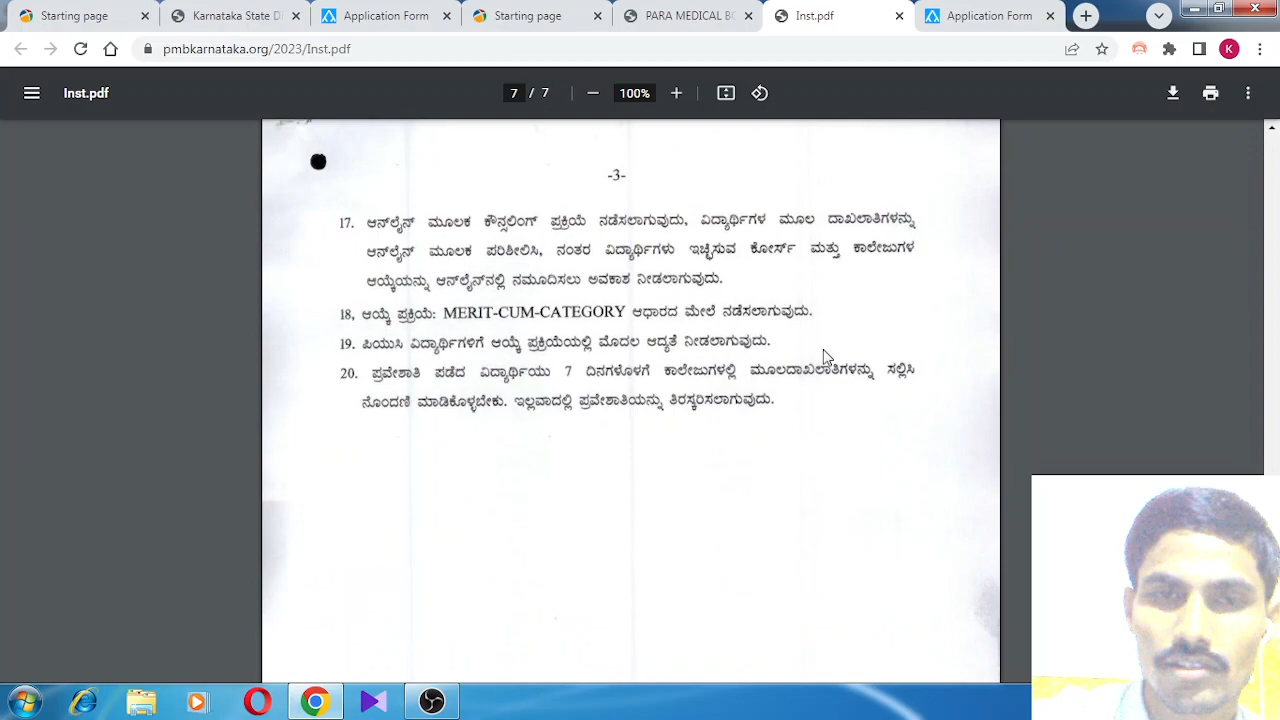 Starting page
Karnataka State D
Application Form
Starting page
PARA MEDICAL BO
Inst.pdf
Application Form
pmbkarnataka.org/2023/Inst.pdf
K
Inst.pdf
7 / 7
100%
-3-
17. ಆನ್‌ಲೈನ್ ಮೂಲಕ ಕೌನ್ಸಲಿಂಗ್ ಪ್ರಕ್ರಿಯೆ ನಡೆಸಲಾಗುವುದು, ವಿದ್ಯಾರ್ಥಿಗಳ ಮೂಲ ದಾಖಲಾತಿಗಳನ್ನು
ಆನ್‌ಲೈನ್ ಮೂಲಕ ಪರಿಶೀಲಿಸಿ, ನಂತರ ವಿದ್ಯಾರ್ಥಿಗಳು ಇಚ್ಛಿಸುವ ಕೋರ್ಸ್ ಮತ್ತು ಕಾಲೇಜುಗಳ
ಆಯ್ಕೆಯನ್ನು ಆನ್‌ಲೈನ್‌ನಲ್ಲಿ ನಮೂದಿಸಲು ಅವಕಾಶ ನೀಡಲಾಗುವುದು.
18, ಆಯ್ಕೆ ಪ್ರಕ್ರಿಯೆ: MERIT-CUM-CATEGORY ಆಧಾರದ ಮೇಲೆ ನಡೆಸಲಾಗುವುದು.
19. ಪಿಯುಸಿ ವಿದ್ಯಾರ್ಥಿಗಳಿಗೆ ಆಯ್ಕೆ ಪ್ರಕ್ರಿಯೆಯಲ್ಲಿ ಮೊದಲ ಆದ್ಯತೆ ನೀಡಲಾಗುವುದು.
20. ಪ್ರವೇಶಾತಿ ಪಡೆದ ವಿದ್ಯಾರ್ಥಿಯು 7 ದಿನಗಳೊಳಗೆ ಕಾಲೇಜುಗಳಲ್ಲಿ ಮೂಲದಾಖಲಾತಿಗಳನ್ನು ಸಲ್ಲಿಸಿ
ನೊಂದಣಿ ಮಾಡಿಕೊಳ್ಳಬೇಕು. ಇಲ್ಲವಾದಲ್ಲಿ ಪ್ರವೇಶಾತಿಯನ್ನು ತಿರಸ್ಕರಿಸಲಾಗುವುದು.